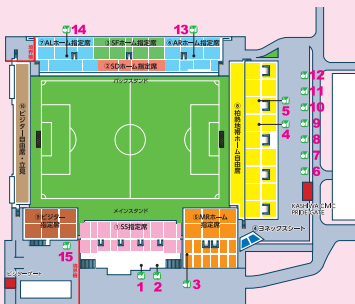 14
13
⑦ALホーム指定席
③SFホーム指定席
④ARホーム指定席
②SDホーム指定席
バックスタンド
12
11
10
9
8
7
6
5
4
⑩ビジター自由席・立見
⑧柏熱地帯ホーム自由席
KASHIWA CIVIC
PRIDE GATE
メインスタンド
⑨ビジター
指定席
①SS指定席
⑤MRホーム
指定席
ヨネックスシート
15
1
2
3
ビジターゲート